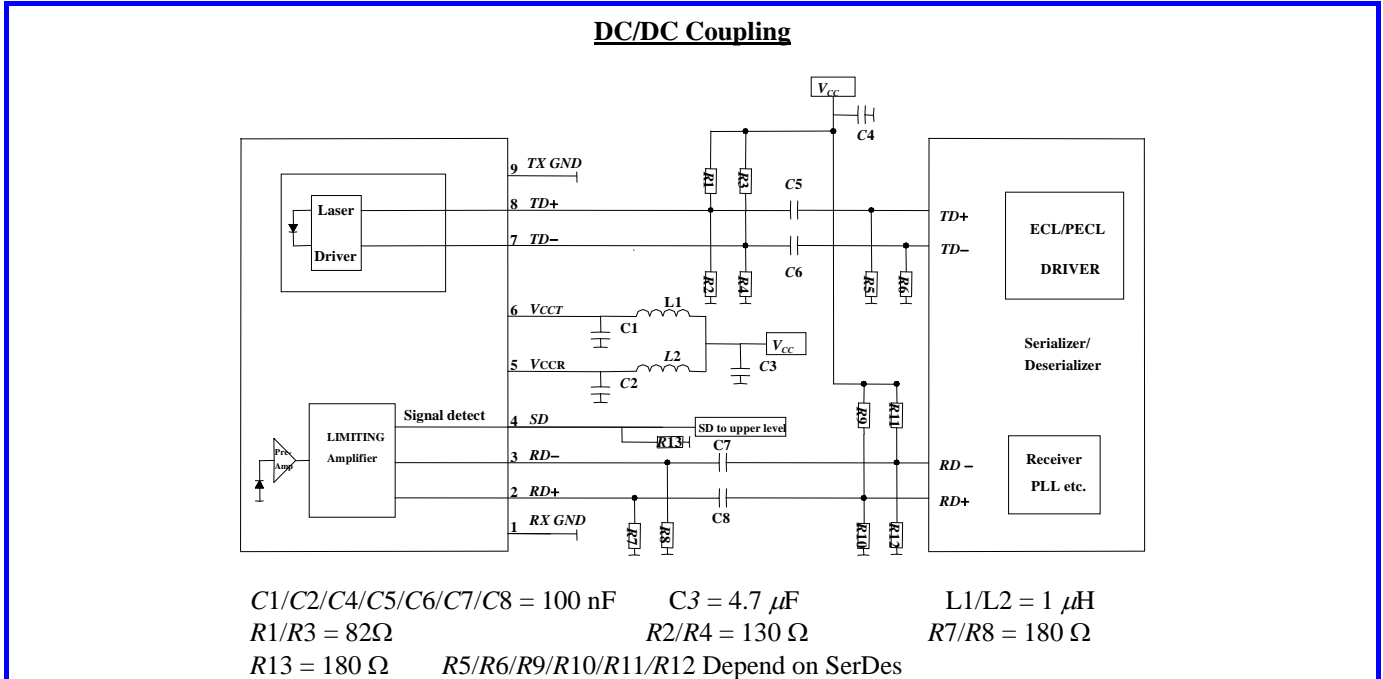 DC/DC Coupling
VCC
C4
9 TX GND
R1
R3
C5
Laser
Driver
8 TD+
TD+
7 TD−
TD−
C6
R2
R4
R5
R6
ECL/PECL
DRIVER
6 VCCT
L1
C1
VCC
5 VCCR
L2
C2
C3
Serializer/
Deserializer
R9
R11
Signal detect
4 SD
SD to upper level
R13
LIMITING
Amplifier
Pre-
Amp
C7
3 RD−
RD −
2 RD+
RD+
C8
Receiver
PLL etc.
1 RX GND
R7
R8
R10
R12
C1/C2/C4/C5/C6/C7/C8 = 100 nF C3 = 4.7 µF L1/L2 = 1 µH
R1/R3 = 82Ω R2/R4 = 130 Ω R7/R8 = 180 Ω
R13 = 180 Ω R5/R6/R9/R10/R11/R12 Depend on SerDes